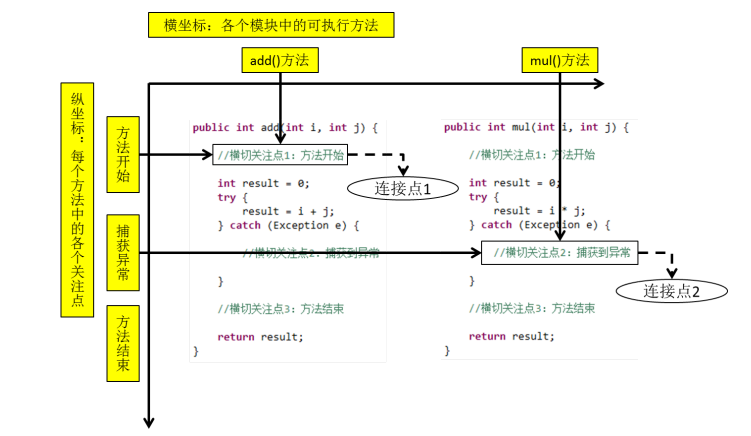 横坐标：各个模块中的可执行方法
add()方法
mul()方法
纵坐标：每个方法中的各个关注点
方法开始
捕获异常
方法结束
public int add(int i, int j) {
//横切关注点1：方法开始
int result = 0;
try {
result = i + j;
} catch (Exception e) {
//横切关注点2：捕获到异常
}
//横切关注点3：方法结束
return result;
}
连接点1
public int mul(int i, int j) {
//横切关注点1：方法开始
int result = 0;
try {
result = i * j;
} catch (Exception e) {
//横切关注点2：捕获到异常
}
//横切关注点3：方法结束
return result;
}
连接点2